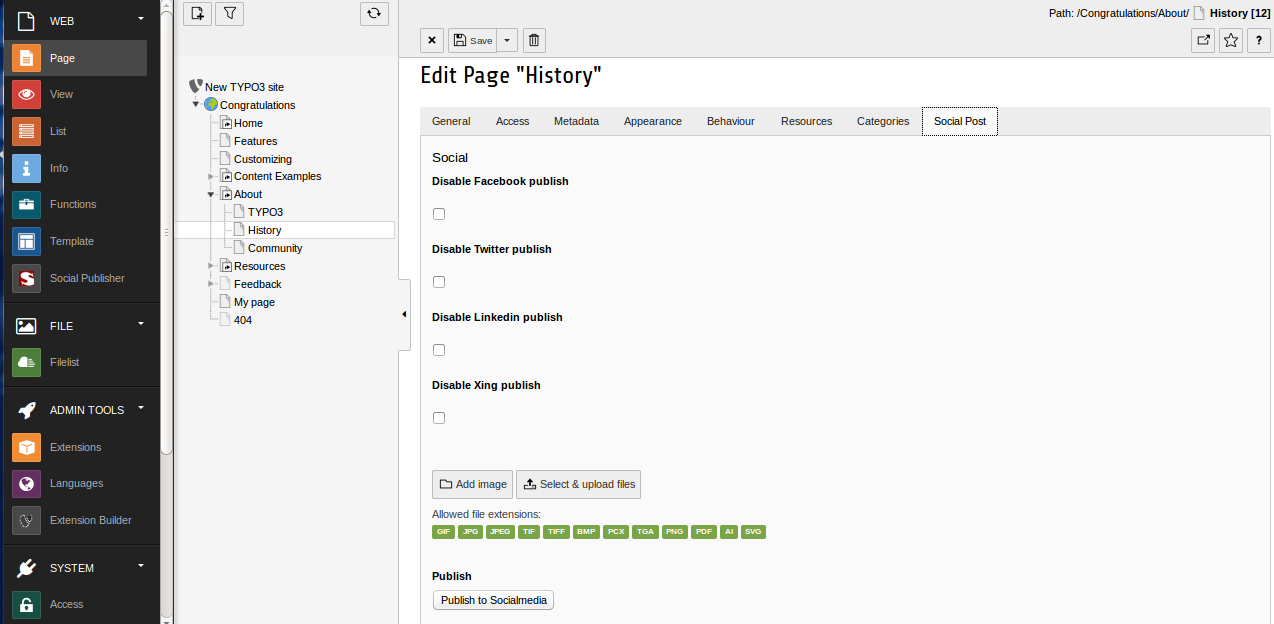 WEB
Page
View
List
Info
Functions
Template
Social Publisher
FILE
Filelist
ADMIN TOOLS
Extensions
Languages
Extension Builder
SYSTEM
Access
New TYPO3 site
Congratulations
Home
Features
Customizing
Content Examples
About
TYPO3
History
Community
Resources
Feedback
My page
404
Path: /Congratulations/About/ History [12]
Save
?
Edit Page "History"
General Access Metadata Appearance Behaviour Resources Categories Social Post
Social
Disable Facebook publish
Disable Twitter publish
Disable Linkedin publish
Disable Xing publish
Add image Select & upload files
Allowed file extensions:
GIF JPG JPEG TIF TIFF BMP PCX TGA PNG PDF AI SVG
Publish
Publish to Socialmedia